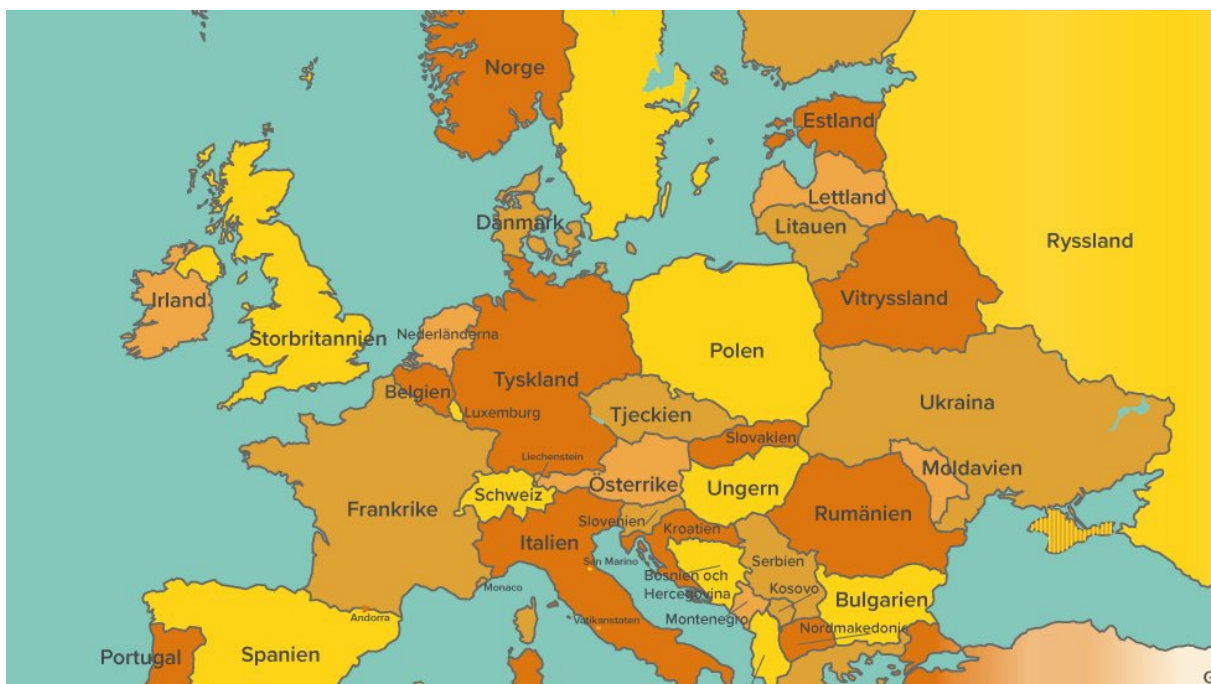 Norge
Estland
Lettland
Danmark
Litauen
Ryssland
Vitryssland
Irland
Nederländerna
Storbritannien
Polen
Tyskland
Belgien
Ukraina
Luxemburg
Tjeckien
Slovakien
Liechenstein
Moldavien
Österrike
Ungern
Schweiz
Frankrike
Rumänien
Slovenien
Kroatien
Italien
San Marino
Serbien
Bosnien och
Hercegovina
Monaco
Kosovo
Bulgarien
Andorra
Vatikanstaten
Montenegro
Nordmakedonie
Portugal
Spanien
G